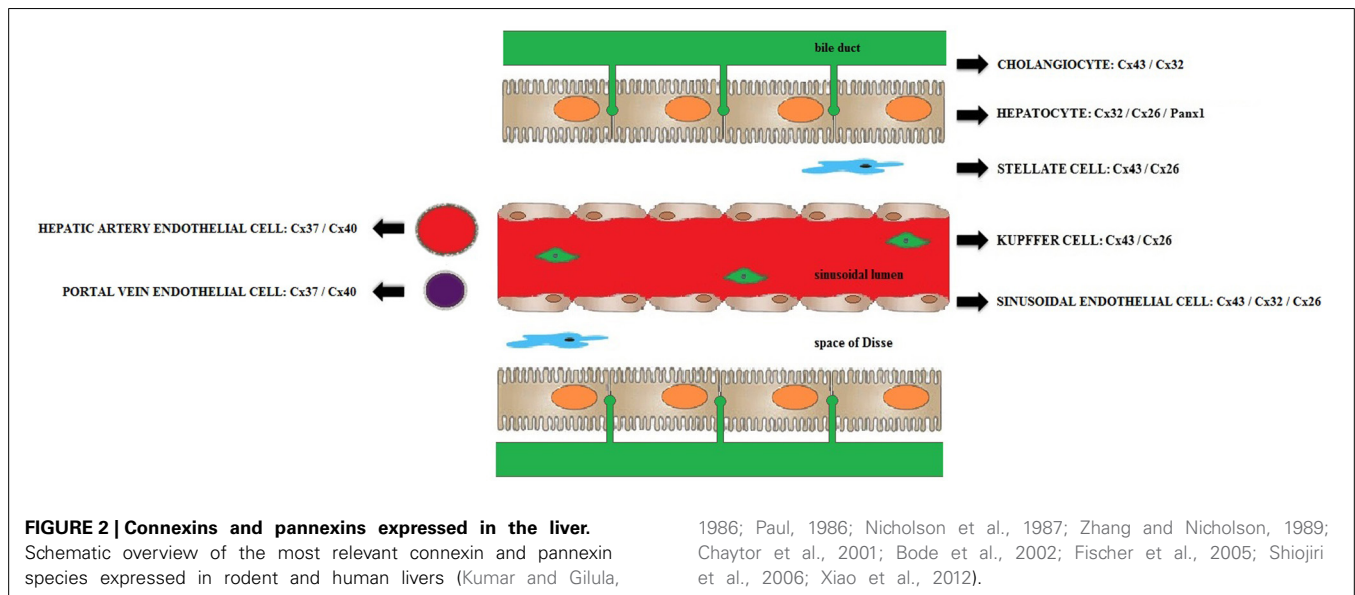 bile duct
CHOLANGIOCYTE: Cx43 / Cx32
HEPATOCYTE: Cx32 / Cx26 / Panx1
STELLATE CELL: Cx43 / Cx26
HEPATIC ARTERY ENDOTHELIAL CELL: Cx37 / Cx40
KUPFFER CELL: Cx43 / Cx26
sinusoidal lumen
PORTAL VEIN ENDOTHELIAL CELL: Cx37 / Cx40
SINUSOIDAL ENDOTHELIAL CELL: Cx43 / Cx32 / Cx26
space of Disse
FIGURE 2 | Connexins and pannexins expressed in the liver.
Schematic overview of the most relevant connexin and pannexin
species expressed in rodent and human livers (Kumar and Gilula,
1986; Paul, 1986; Nicholson et al., 1987; Zhang and Nicholson, 1989;
Chaytor et al., 2001; Bode et al., 2002; Fischer et al., 2005; Shiojiri
et al., 2006; Xiao et al., 2012).